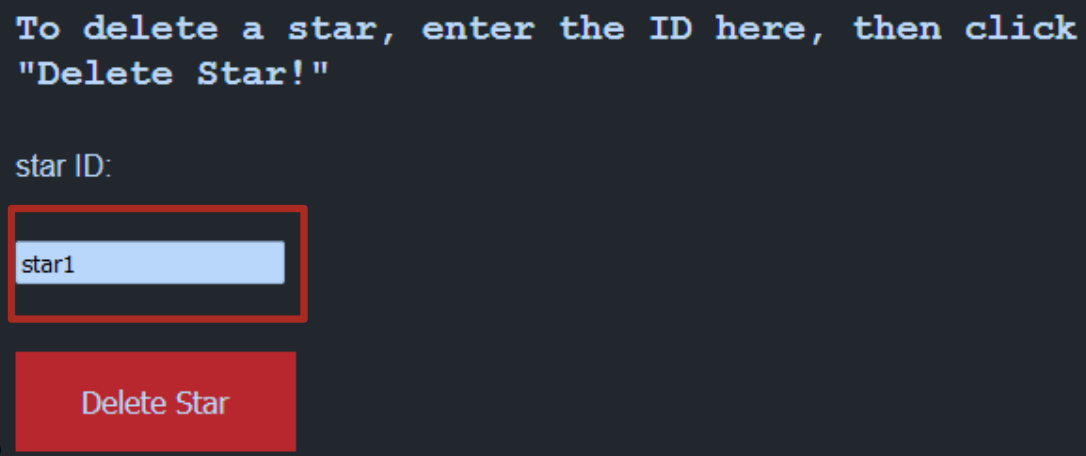 To delete a star, enter the ID here, then click
"Delete Star!"
star ID:
star1
Delete Star